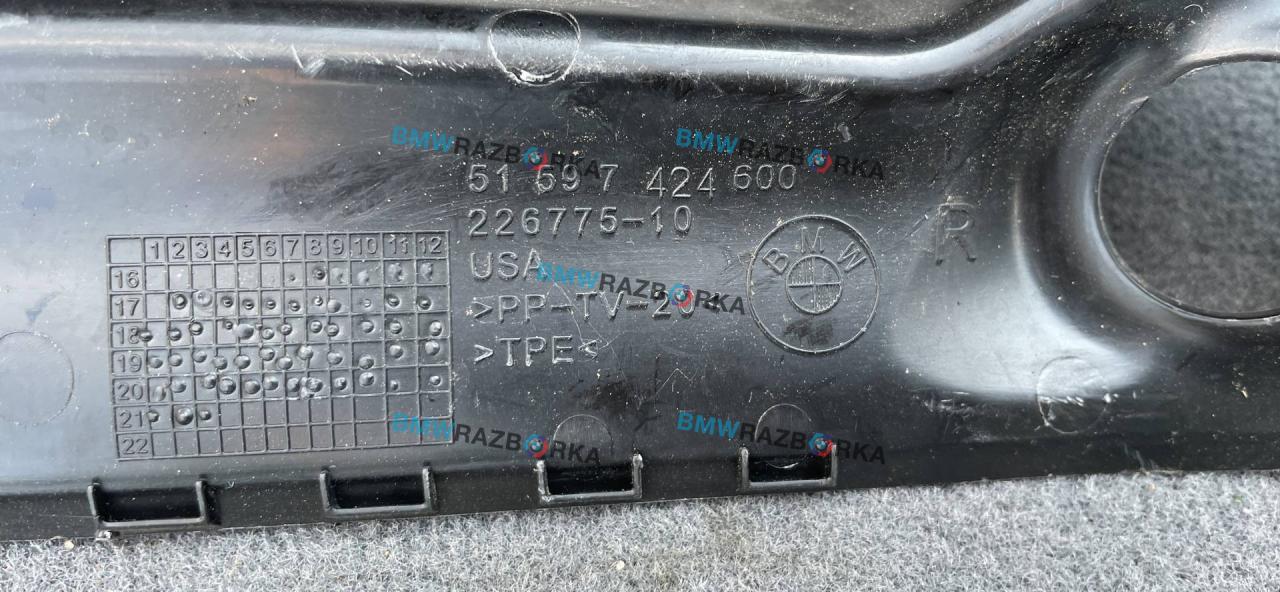 BMWRAZBORKA
BMWRAZBORKA
51 597 424 600
226775-10
USA
BMWRAZBORKA
>PP-TV-20<
>TPE<
BMW
R
1 2 3 4 5 6 7 8 9 10 11 12
16
17
18
19
20
21
22
BMWRAZBORKA
BMWRAZBORKA